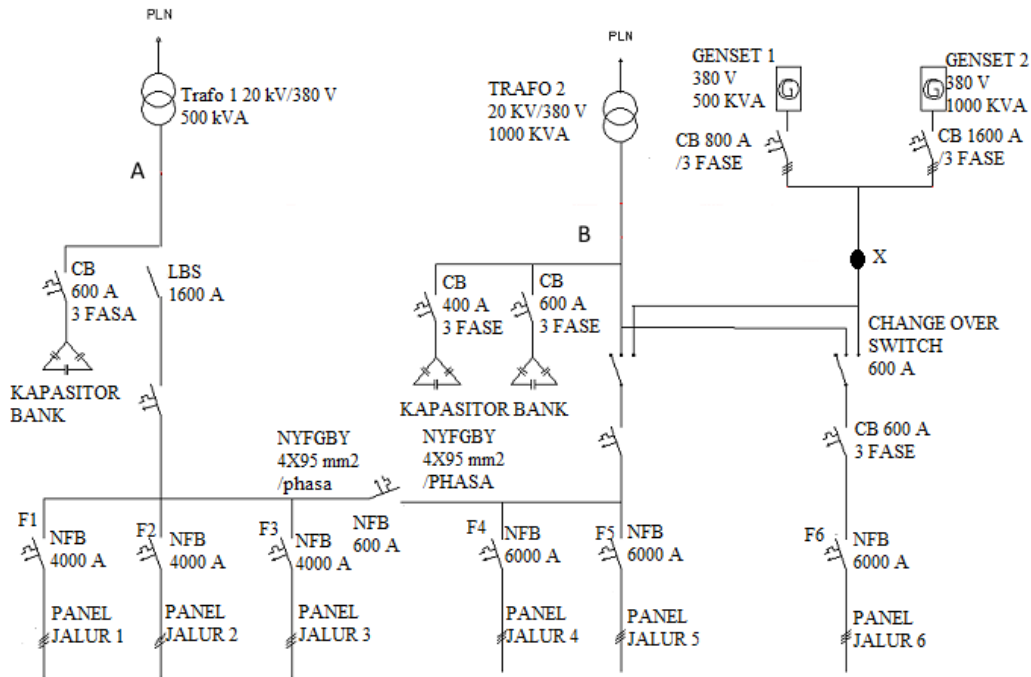 PLN
Trafo 1 20 kV/380 V
500 kVA
A
CB
600 A
3 FASA
LBS
1600 A
KAPASITOR
BANK
PLN
TRAFO 2
20 KV/380 V
1000 KVA
B
CB
400 A
3 FASE
CB
600 A
3 FASE
KAPASITOR BANK
GENSET 1
380 V
500 KVA
G
CB 800 A
/3 FASE
GENSET 2
380 V
1000 KVA
G
CB 1600 A
/3 FASE
X
CHANGE OVER
SWITCH
600 A
CB 600 A
3 FASE
NYFGBY
4X95 mm2
/phasa
NFB
600 A
NYFGBY
4X95 mm2
/PHASA
F1
NFB
4000 A
PANEL
JALUR 1
F2
NFB
4000 A
PANEL
JALUR 2
F3
NFB
4000 A
PANEL
JALUR 3
F4
NFB
6000 A
PANEL
JALUR 4
F5
NFB
6000 A
PANEL
JALUR 5
F6
NFB
6000 A
PANEL
JALUR 6